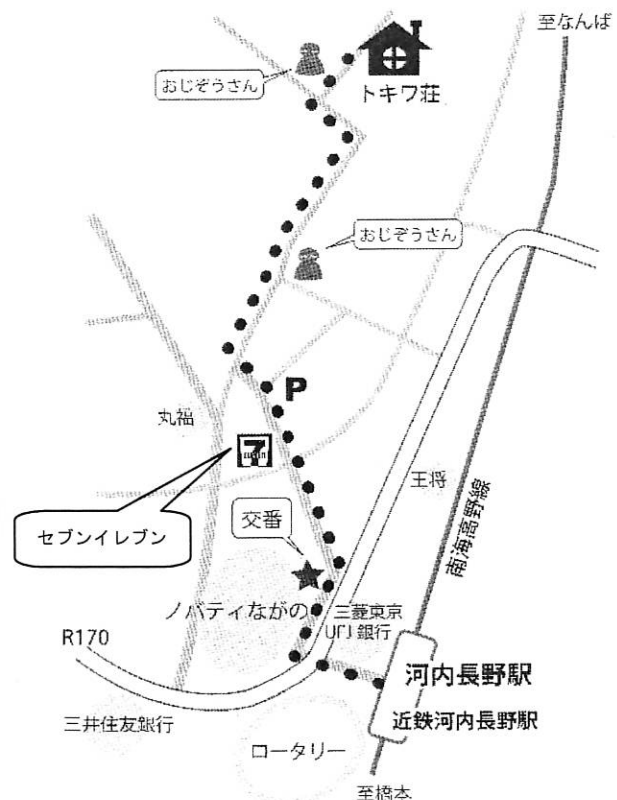 至なんば
おじぞうさん
トキワ荘
おじぞうさん
P
丸福
7
王将
セブンイレブン
交番
南海高野線
ノバティながの
三菱東京
UFJ 銀行
R170
河内長野駅
三井住友銀行
近鉄河内長野駅
ロータリー
至橋本